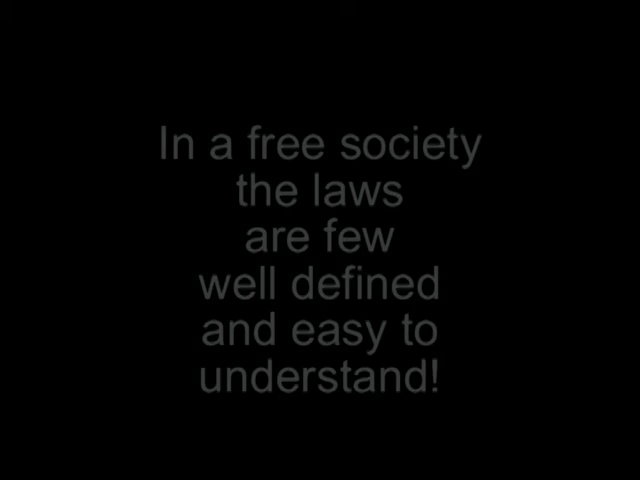 In a free society
the laws
are few
well defined
and easy to
understand!